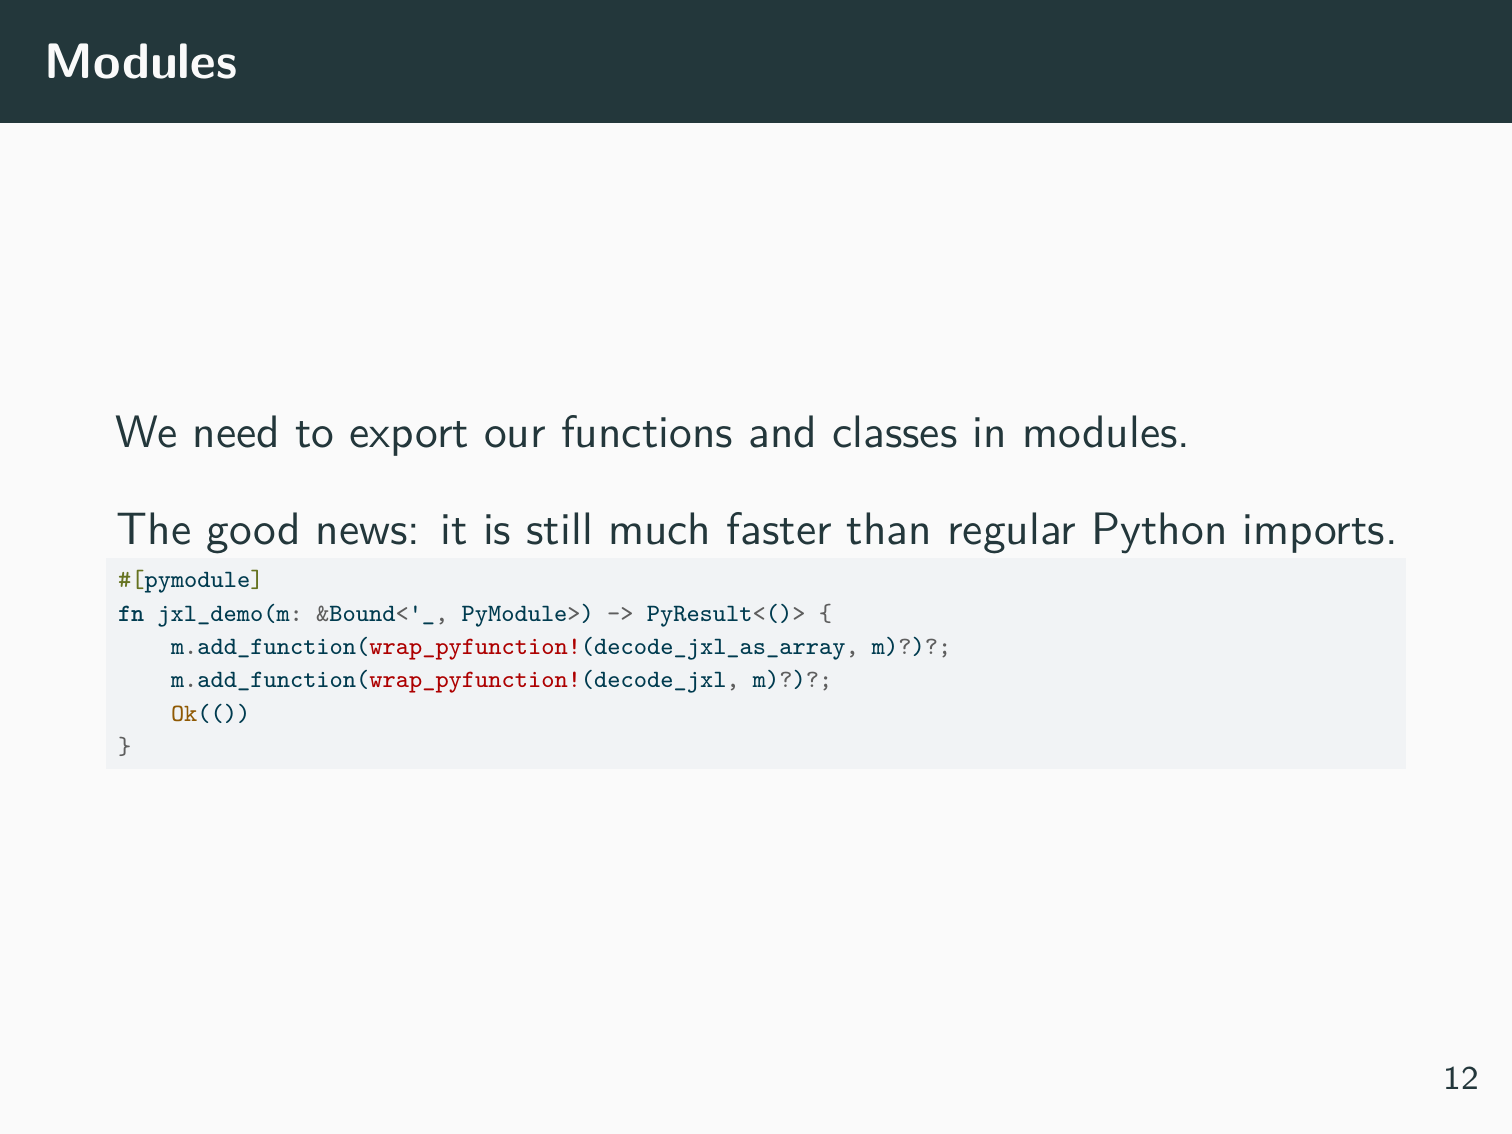 Modules
We need to export our functions and classes in modules.
The good news: it is still much faster than regular Python imports.
#[pymodule]
fn jxl_demo(m: &Bound<'_, PyModule>) -> PyResult<()> {
    m.add_function(wrap_pyfunction!(decode_jxl_as_array, m)?)?;
    m.add_function(wrap_pyfunction!(decode_jxl, m)?)?;
    Ok(())
}
12